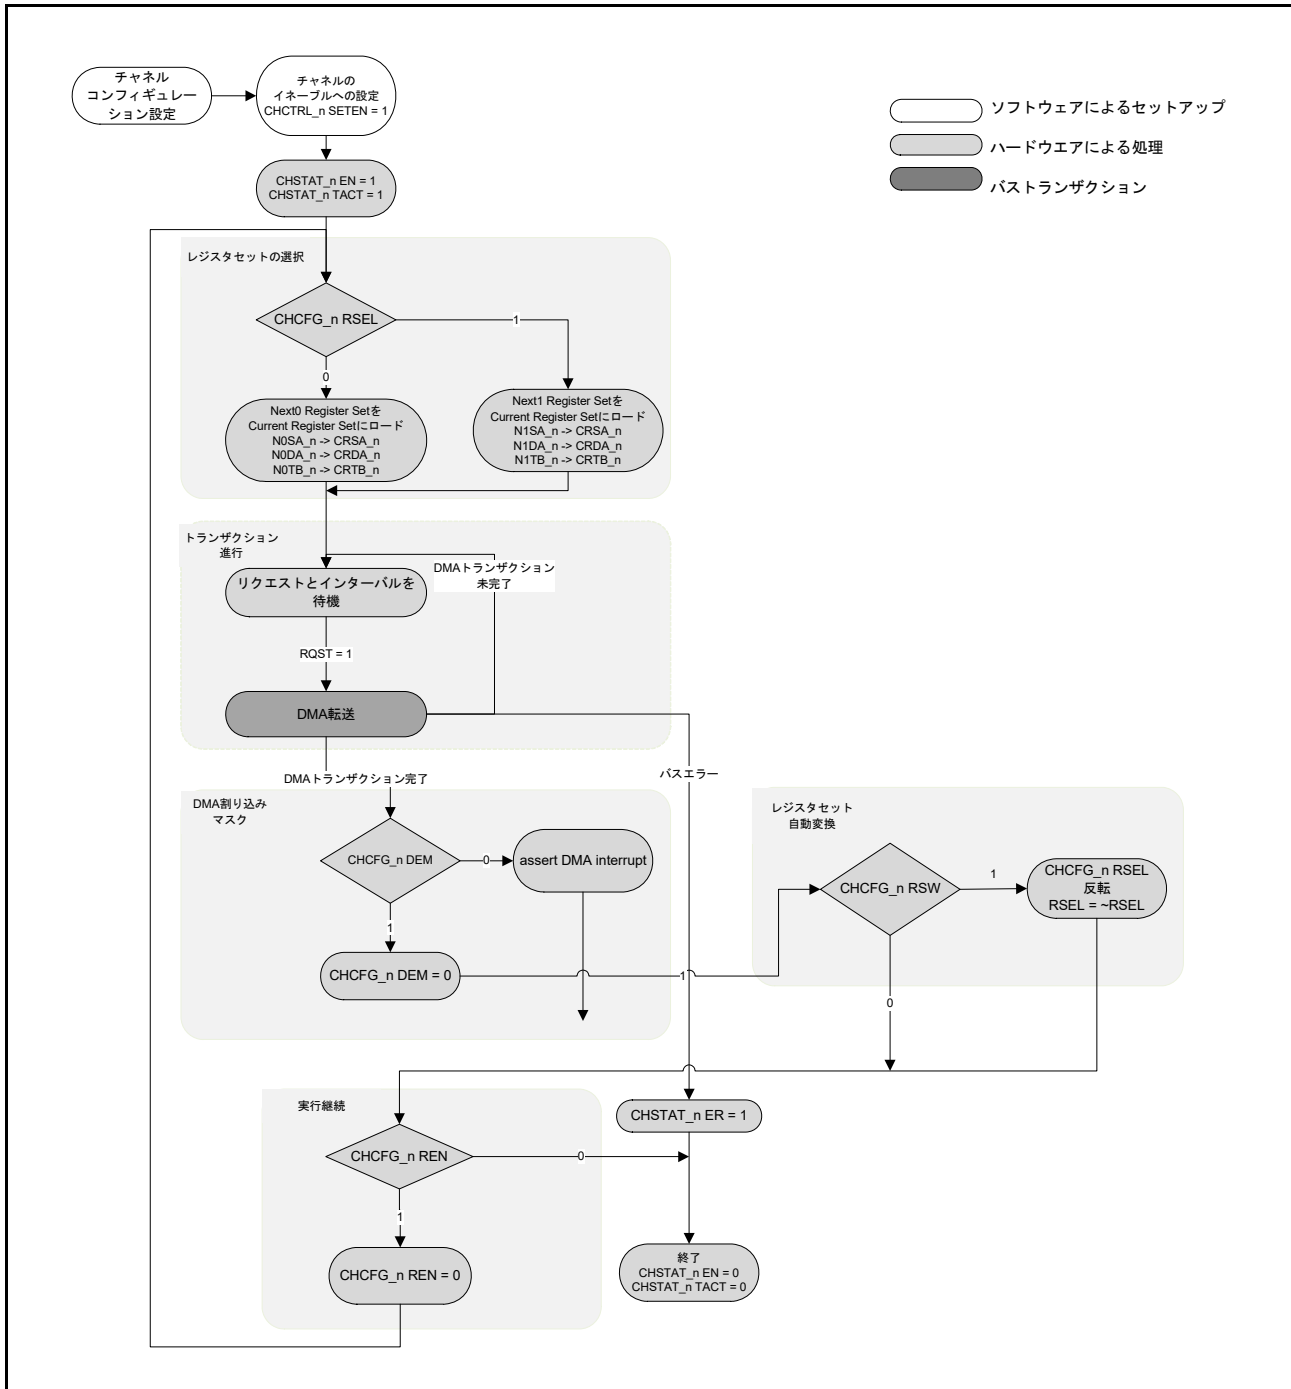 チャネル
コンフィギュレー
ション設定
チャネルの
イネーブルへの設定
CHCTRL_n SETEN = 1
ソフトウェアによるセットアップ
ハードウエアによる処理
バストランザクション
CHSTAT_n EN = 1
CHSTAT_n TACT = 1
レジスタセットの選択
CHCFG_n RSEL
1
0
Next0 Register Setを
Current Register Setにロード
N0SA_n -> CRSA_n
N0DA_n -> CRDA_n
N0TB_n -> CRTB_n
Next1 Register Setを
Current Register Setにロード
N1SA_n -> CRSA_n
N1DA_n -> CRDA_n
N1TB_n -> CRTB_n
トランザクション
進行
DMAトランザクション
未完了
リクエストとインターバルを
待機
RQST = 1
DMA転送
バスエラー
DMAトランザクション完了
DMA割り込み
マスク
CHCFG_n DEM
0
assert DMA interrupt
1
CHCFG_n DEM = 0
1
レジスタセット
自動変換
CHCFG_n RSW
1
CHCFG_n RSEL
反転
RSEL = ~RSEL
0
実行継続
CHCFG_n REN
0
1
CHCFG_n REN = 0
CHSTAT_n ER = 1
終了
CHSTAT_n EN = 0
CHSTAT_n TACT = 0